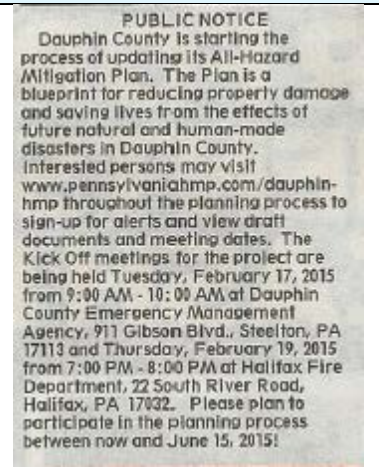 PUBLIC NOTICE
Dauphin County is starting the
process of updating its All-Hazard
Mitigation Plan. The Plan is a
blueprint for reducing property damage
and saving lives from the effects of
future natural and human-made
disasters in Dauphin County.
Interested persons may visit
www.pennsylvaniahmp.com/dauphin-
hmp throughout the planning process to
sign-up for alerts and view draft
documents and meeting dates. The
Kick Off meetings for the project are
being held Tuesday, February 17, 2015
from 9:00 AM - 10:00 AM at Dauphin
County Emergency Management
Agency, 911 Gibson Blvd., Steelton, PA
17113 and Thursday, February 19, 2015
from 7:00 PM - 8:00 PM at Halifax Fire
Department, 22 South River Road,
Halifax, PA 17032. Please plan to
participate in the planning process
between now and June 15, 2015!